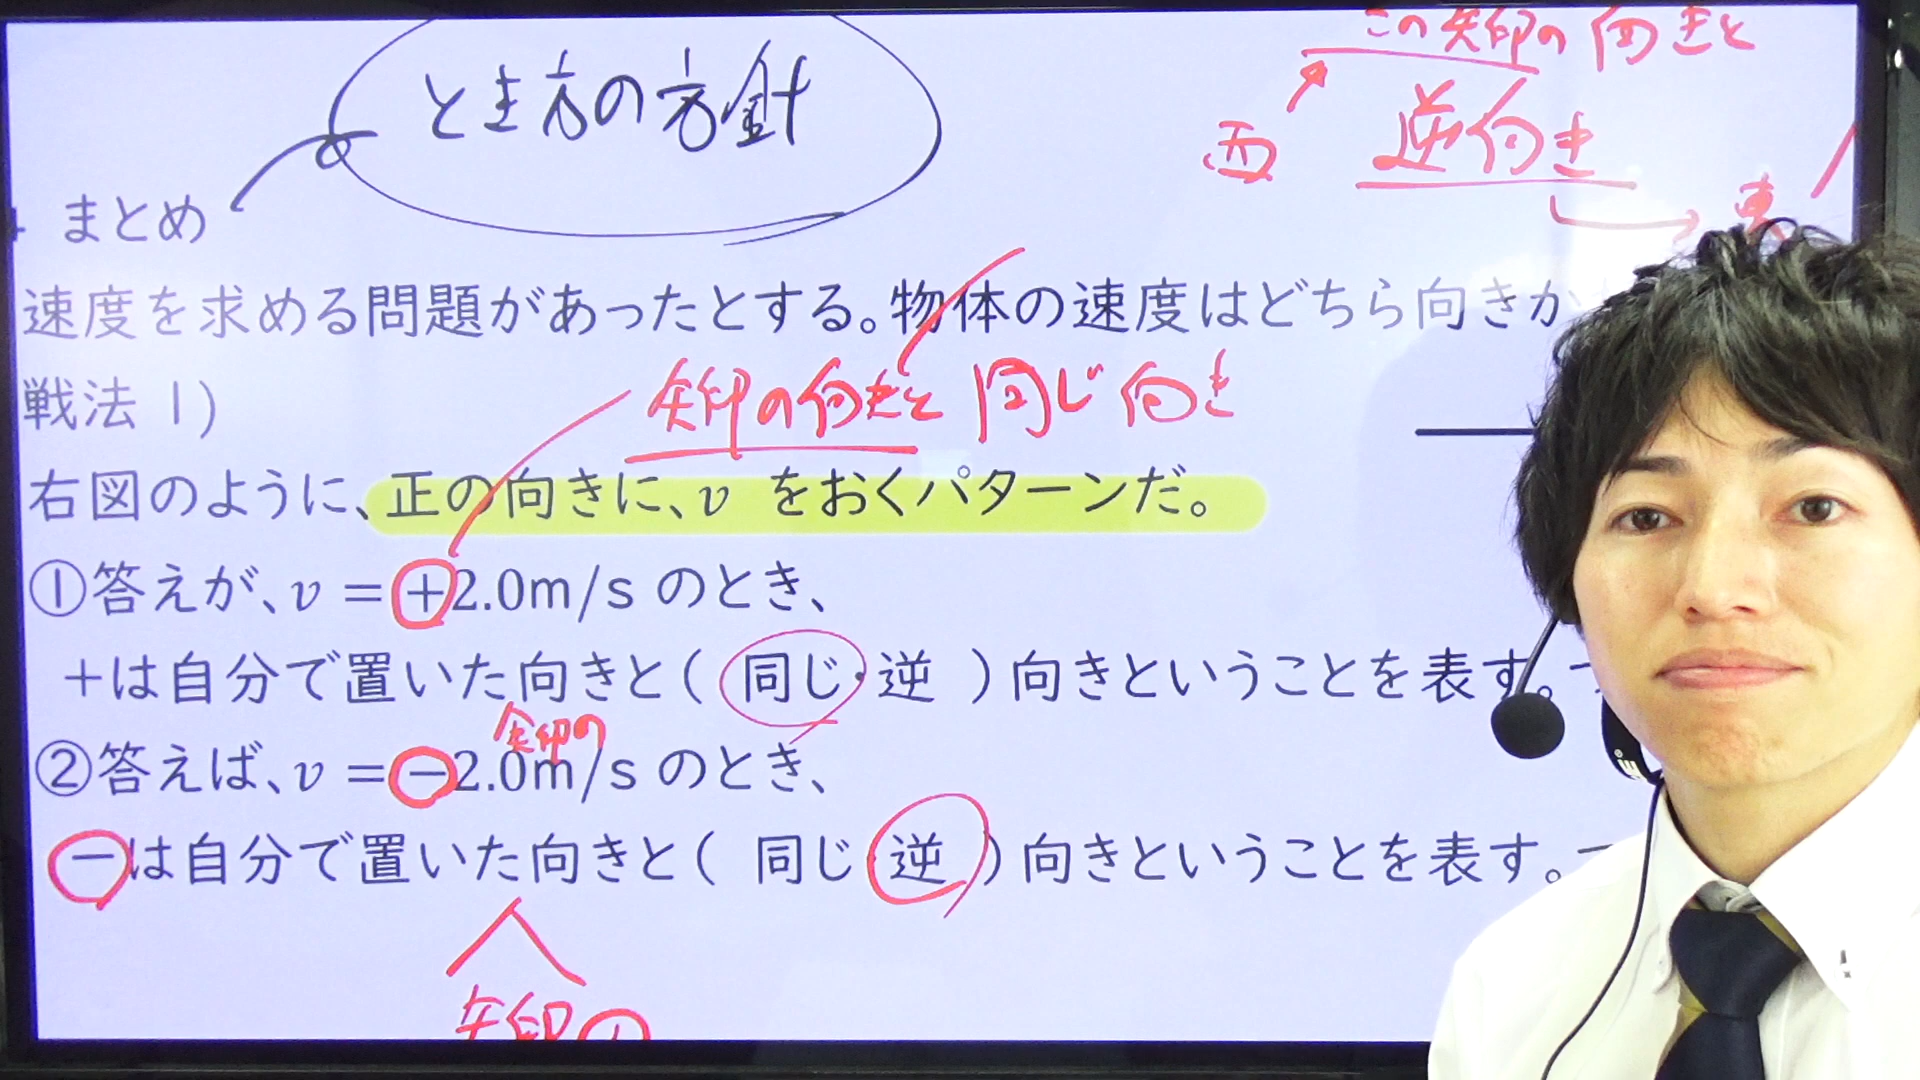 この矢印の向きと
とき方の方針
逆向き
西
東
まとめ
速度を求める問題があったとする。物体の速度はどちら向きか
矢印の向きと同じ向き
戦法 1)
右図のように、正の向きに、v をおくパターンだ。
①答えが、v = +2.0m/s のとき、
+は自分で置いた向きと( 同じ・逆 )向きということを表す。
矢印の
②答えば、v = −2.0m/s のとき、
−は自分で置いた向きと( 同じ・逆 )向きということを表す。
矢印の